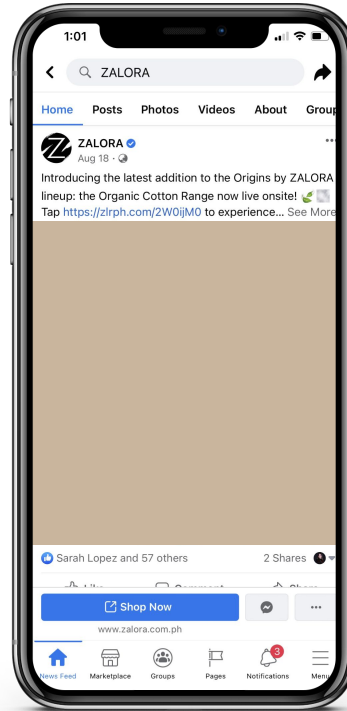 1:01
ZALORA
Home Posts Photos Videos About Group
ZALORA
Aug 18 ·
Introducing the latest addition to the Origins by ZALORA
lineup: the Organic Cotton Range now live onsite!
Tap https://zlrph.com/2W0ijM0 to experience... See More
Sarah Lopez and 57 others 2 Shares
Like Comment Share
Shop Now
www.zalora.com.ph
3
News Feed Marketplace Groups Pages Notifications Menu